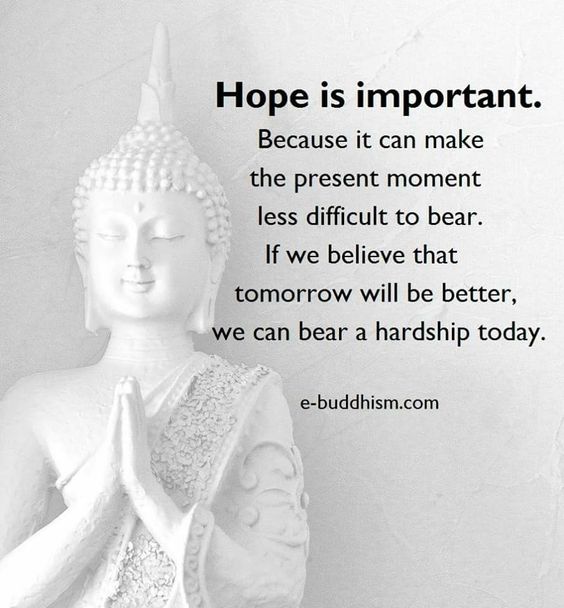 Hope is important.
Because it can make
the present moment
less difficult to bear.
If we believe that
tomorrow will be better,
we can bear a hardship today.
e-buddhism.com